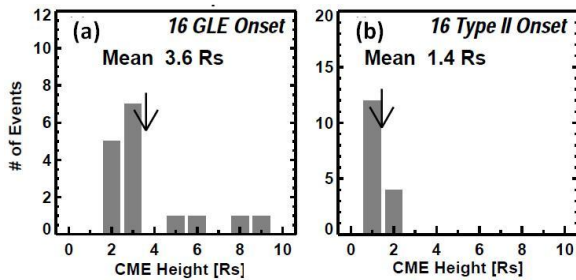 (a) 16 GLE Onset
Mean 3.6 Rs
# of Events
12
10
8
6
4
2
0
0 2 4 6 8 10
CME Height [Rs]
(b) 16 Type II Onset
Mean 1.4 Rs
20
15
10
5
0
0 2 4 6 8 10
CME Height [Rs]